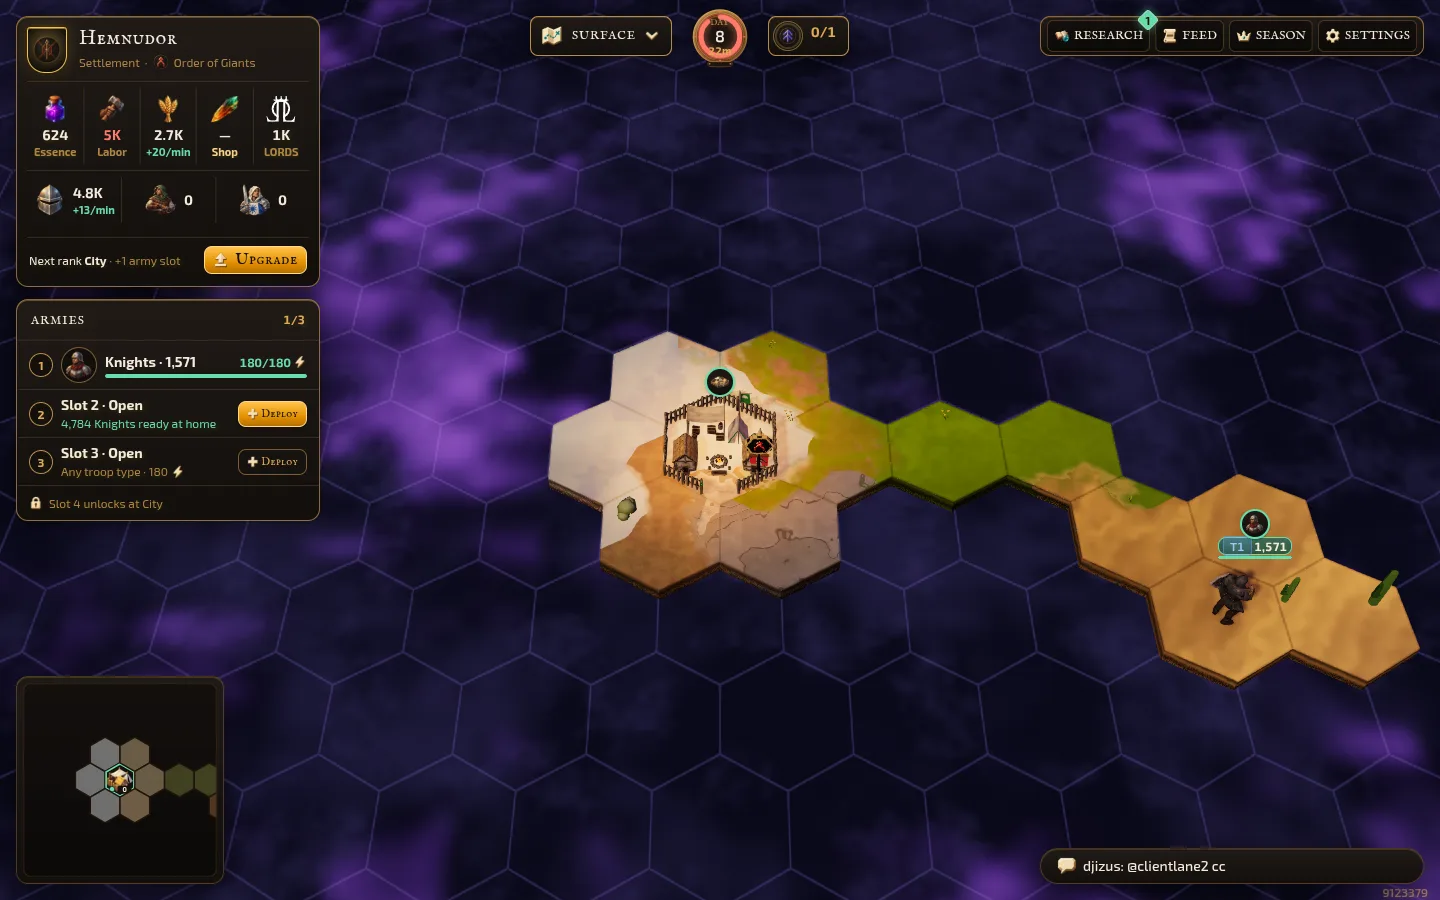 Hemnudor
Settlement · Order of Giants
624 5K 2.7K — 1K
Essence Labor +20/min Shop LORDS
4.8K
+13/min
0
0
Next rank City · +1 army slot
Upgrade
ARMIES 1/3
1 Knights · 1,571 180/180
2 Slot 2 · Open
4,784 Knights ready at home
Deploy
3 Slot 3 · Open
Any troop type · 180
Deploy
Slot 4 unlocks at City
SURFACE
DAY
8
0/1
1
RESEARCH
FEED
SEASON
SETTINGS
T1 1,571
0
djizus: @clientlane2 cc
9123379